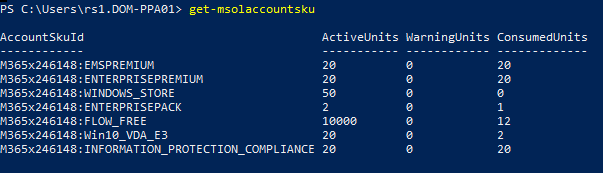 PS C:\Users\rs1.DOM-PPA01> get-msolaccountsku
AccountSkuId ActiveUnits WarningUnits ConsumedUnits
------------ ----------- ------------ -------------
M365x246148:EMSPREMIUM 20 0 20
M365x246148:ENTERPRISEPREMIUM 20 0 20
M365x246148:WINDOWS_STORE 50 0 0
M365x246148:ENTERPRISEPACK 2 0 1
M365x246148:FLOW_FREE 10000 0 12
M365x246148:Win10_VDA_E3 20 0 2
M365x246148:INFORMATION_PROTECTION_COMPLIANCE 20 0 20